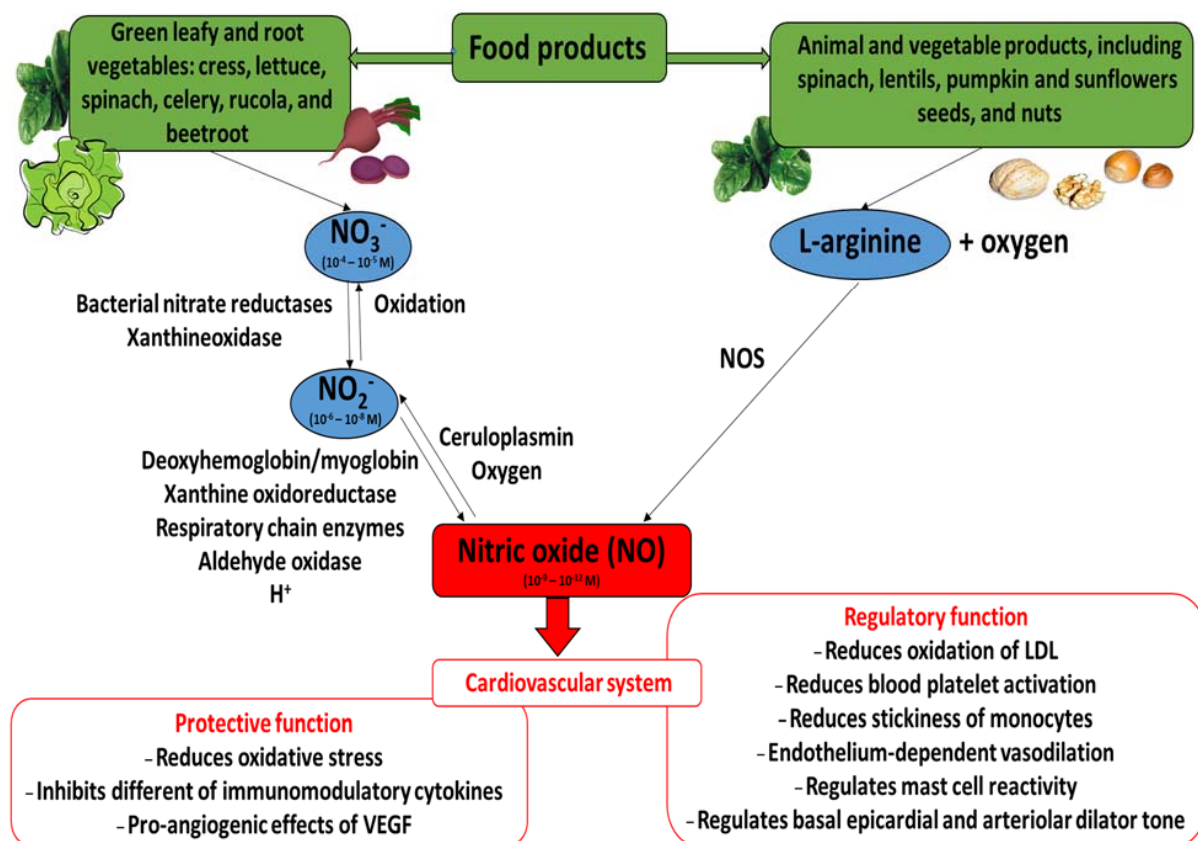 Food products
Green leafy and root
vegetables: cress, lettuce,
spinach, celery, rucola, and
beetroot
Animal and vegetable products, including
spinach, lentils, pumpkin and sunflowers
seeds, and nuts
NO₃⁻
(10⁻⁴ – 10⁻⁵ M)
L-arginine
+ oxygen
Bacterial nitrate reductases
Xanthineoxidase
Oxidation
NOS
NO₂⁻
(10⁻⁶ – 10⁻⁸ M)
Ceruloplasmin
Oxygen
Deoxyhemoglobin/myoglobin
Xanthine oxidoreductase
Respiratory chain enzymes
Aldehyde oxidase
H⁺
Nitric oxide (NO)
(10⁻⁹ – 10⁻¹² M)
Cardiovascular system
Protective function
–Reduces oxidative stress
–Inhibits different of immunomodulatory cytokines
–Pro-angiogenic effects of VEGF
Regulatory function
–Reduces oxidation of LDL
–Reduces blood platelet activation
–Reduces stickiness of monocytes
–Endothelium-dependent vasodilation
–Regulates mast cell reactivity
–Regulates basal epicardial and arteriolar dilator tone